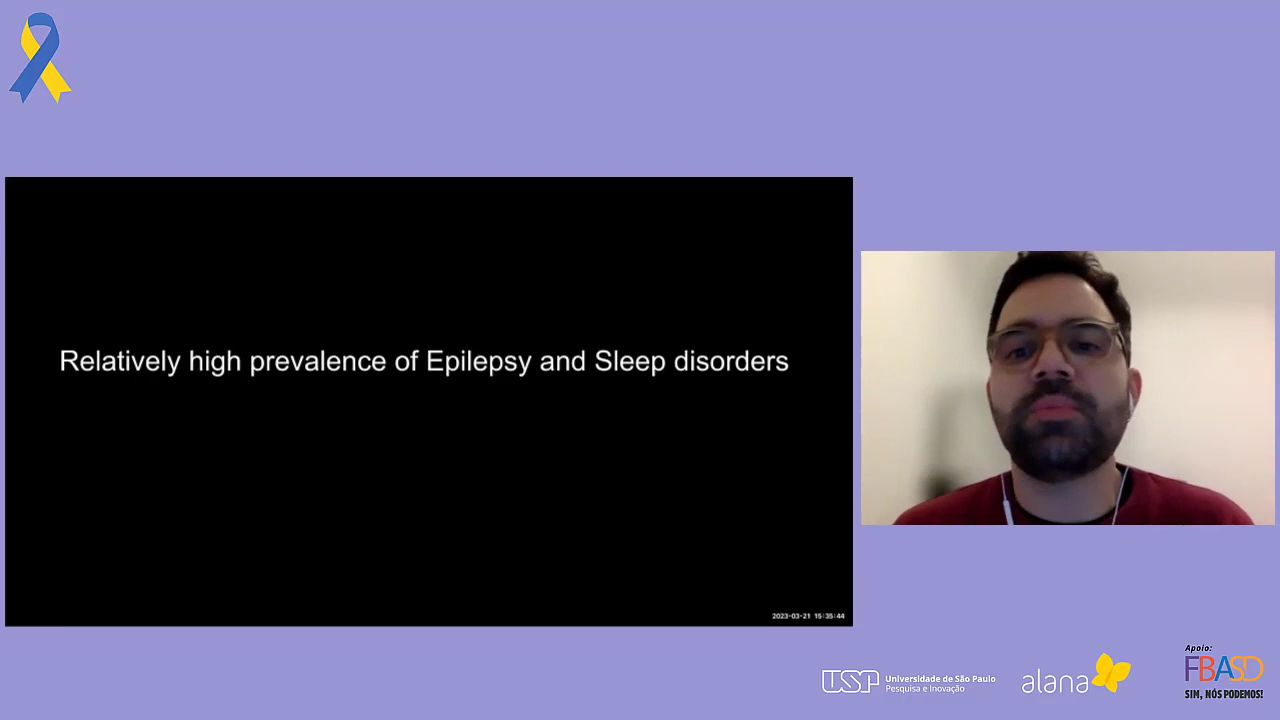 Relatively high prevalence of Epilepsy and Sleep disorders
2023-03-21 15:35:44
USP Universidade de São Paulo
Pesquisa e Inovação
alana
Apoio:
FBASD
SIM, NÓS PODEMOS!